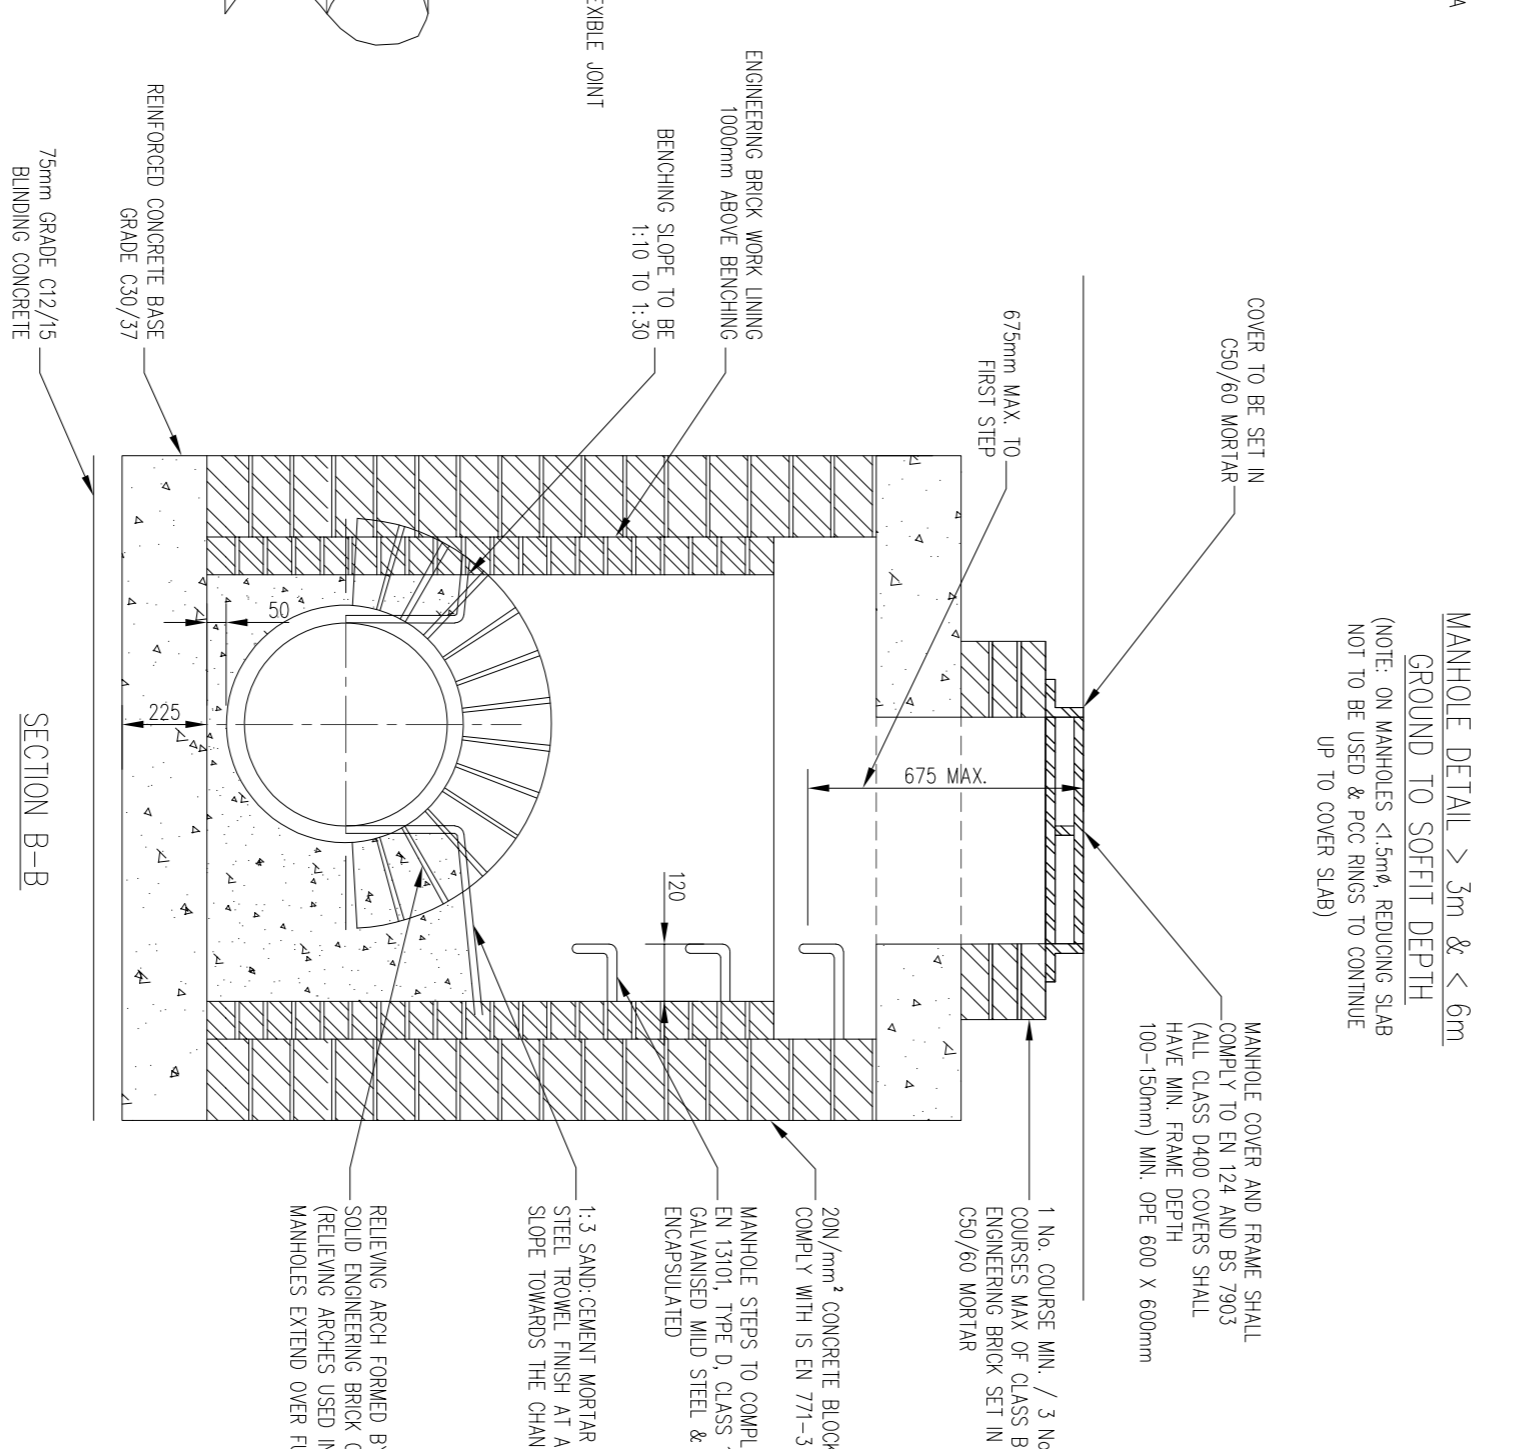 MANHOLE DETAIL > 3m & < 6m
GROUND TO SOFFIT DEPTH
(NOTE: ON MANHOLES <1.5mø, REDUCING SLAB
NOT TO BE USED & PCC RINGS TO CONTINUE
UP TO COVER SLAB)
COVER TO BE SET IN
C50/60 MORTAR
675mm MAX. TO
FIRST STEP
ENGINEERING BRICK WORK LINING
1000mm ABOVE BENCHING
BENCHING SLOPE TO BE
1:10 TO 1:30
REINFORCED CONCRETE BASE
GRADE C30/37
75mm GRADE C12/15
BLINDING CONCRETE
JOINT
A
675 MAX.
120
50
225
MANHOLE COVER AND FRAME SHALL
COMPLY TO EN 124 AND BS 7903
(ALL CLASS D400 COVERS SHALL
HAVE MIN. FRAME DEPTH
100-150mm) MIN. OPE 600 X 600mm
1 No. COURSE MIN. / 3 No
COURSES MAX OF CLASS B
ENGINEERING BRICK SET IN
C50/60 MORTAR
20N/mm² CONCRETE BLOCK
COMPLY WITH IS EN 771-3
MANHOLE STEPS TO
EN 13101, TYPE D, CLASS
GALVANISED MILD STEEL &
ENCAPSULATED
1:3 SAND:CEMENT MORTAR
STEEL TROWEL FINISH AT A
SLOPE TOWARDS THE
RELIEVING ARCH FORMED
SOLID ENGINEERING BRICK
(RELIEVING ARCHES USED
MANHOLES EXTEND OVER
SECTION B-B